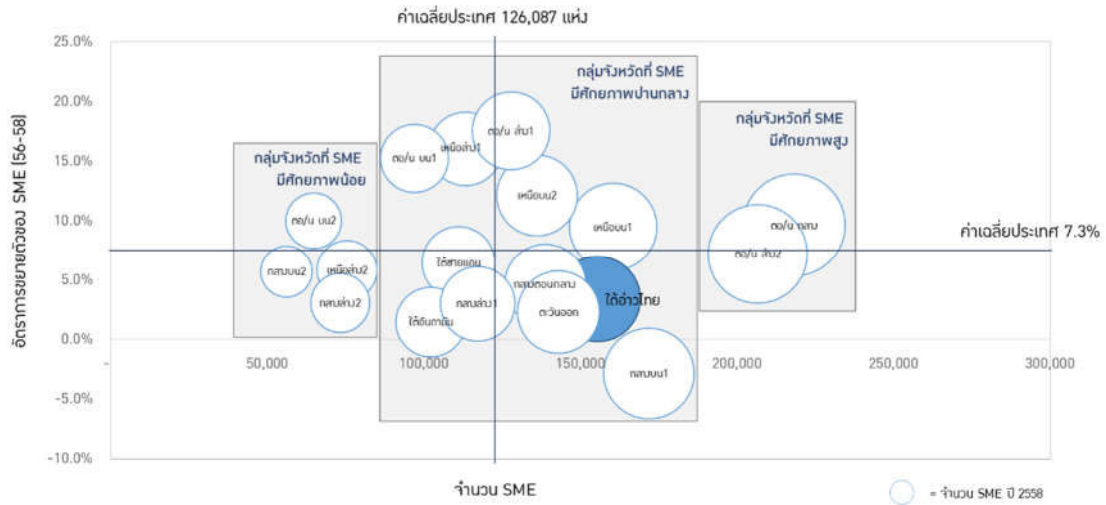 ค่าเฉลี่ยประเทศ 126,087 แห่ง
25.0%
20.0%
15.0%
10.0%
5.0%
0.0%
-5.0%
-10.0%
อัตราการขยายตัวของ SME (56-58)
กลุ่มจังหวัดที่ SME
มีศักยภาพน้อย
กลุ่มจังหวัดที่ SME
มีศักยภาพปานกลาง
กลุ่มจังหวัดที่ SME
มีศักยภาพสูง
ค่าเฉลี่ยประเทศ 7.3%
ตอ/น ล่าง1
เหนือล่าง1
ตอ/น บน1
เหนือบน2
ตอ/น บน2
เหนือบน1
ตอ/น กลาง
ตอ/น ล่าง2
กลางบน2
เหนือล่าง2
กลางล่าง2
ใต้ชายแดน
กลางตอนกลาง
ใต้อ่าวไทย
กลางล่าง1
ตะวันออก
ใต้อันดามัน
กลางบน1
-
50,000
100,000
150,000
200,000
250,000
300,000
จำนวน SME
= จำนวน SME ปี 2558